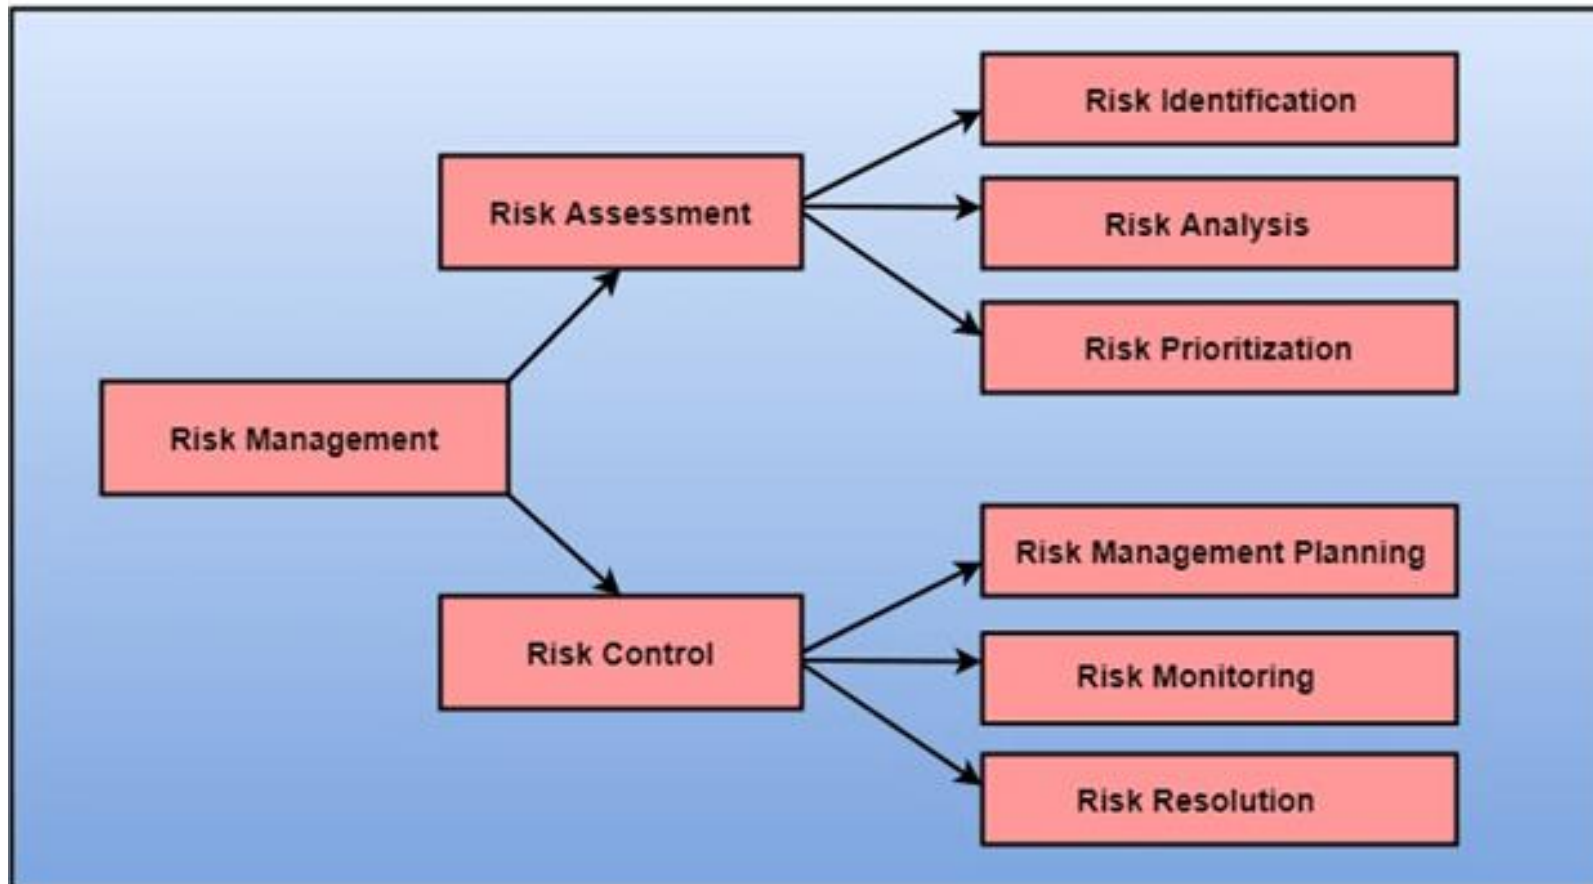 Risk Identification
Risk Assessment
Risk Analysis
Risk Prioritization
Risk Management
Risk Management Planning
Risk Control
Risk Monitoring
Risk Resolution